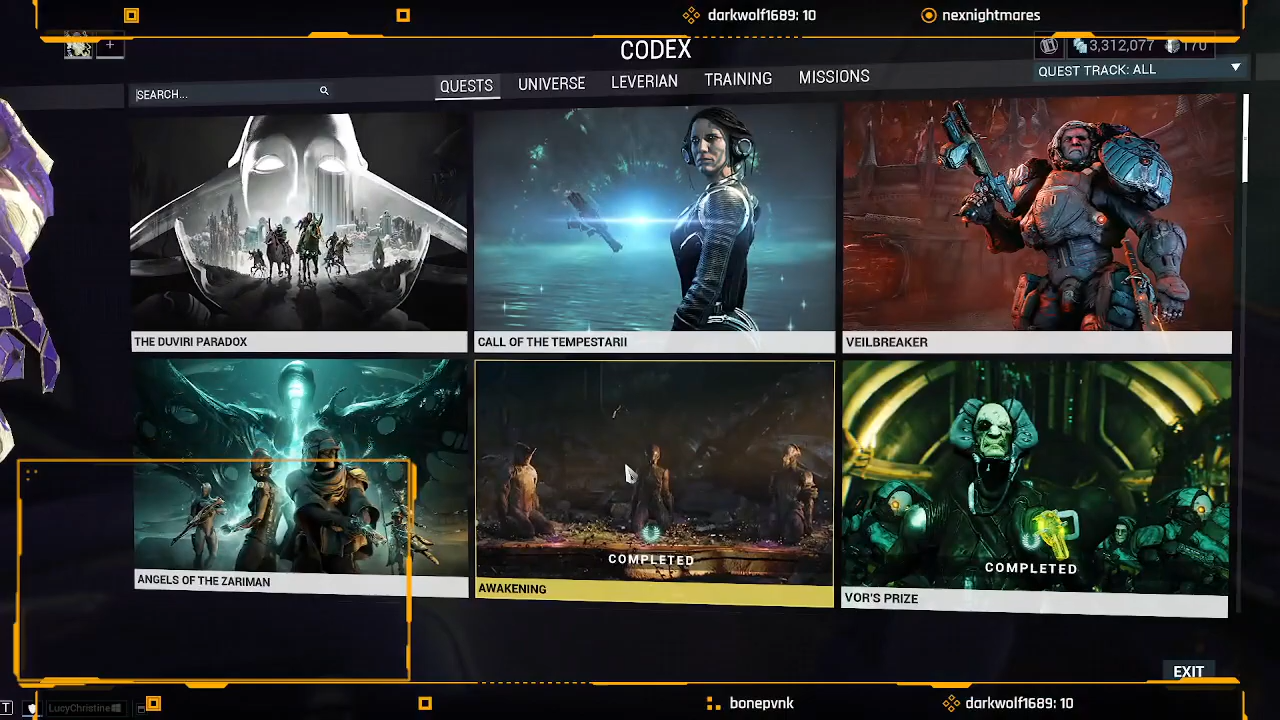 darkwolf1689: 10
nexnightmares
CODEX
3,312,077
170
QUEST TRACK: ALL
SEARCH...
QUESTS
UNIVERSE
LEVERIAN
TRAINING
MISSIONS
THE DUVIRI PARADOX
CALL OF THE TEMPESTARII
VEILBREAKER
ANGELS OF THE ZARIMAN
COMPLETED
AWAKENING
COMPLETED
VOR'S PRIZE
EXIT
T
LucyChristine
bonepvnk
darkwolf1689: 10